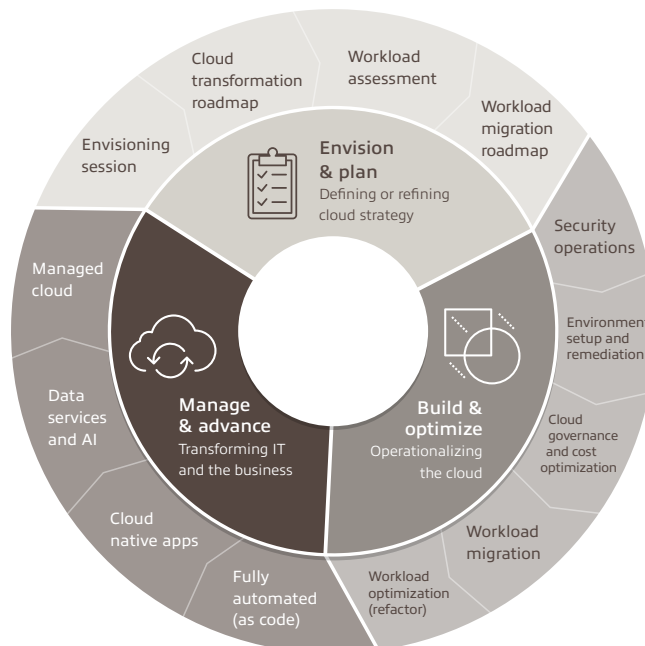 Cloud
transformation
roadmap
Workload
assessment
Workload
migration
roadmap
Envisioning
session
Envision
& plan
Defining or refining
cloud strategy
Security
operations
Environment
setup and
remediation
Cloud
governance
and cost
optimization
Workload
migration
Workload
optimization
(refactor)
Build &
optimize
Operationalizing
the cloud
Manage
& advance
Transforming IT
and the business
Managed
cloud
Data
services
and AI
Cloud
native apps
Fully
automated
(as code)